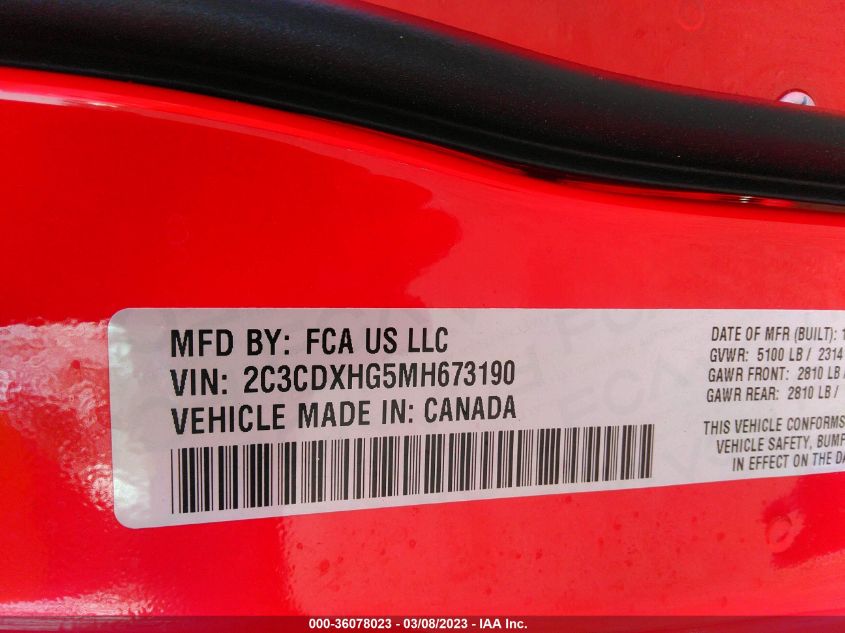 MFD BY: FCA US LLC
VIN: 2C3CDXHG5MH673190
VEHICLE MADE IN: CANADA
DATE OF MFR (BUILT): 1
GVWR: 5100 LB / 2314
GAWR FRONT: 2810 LB /
GAWR REAR: 2810 LB /
THIS VEHICLE CONFORMS
VEHICLE SAFETY, BUMP
IN EFFECT ON THE DA
000-36078023 - 03/08/2023 - IAA Inc.